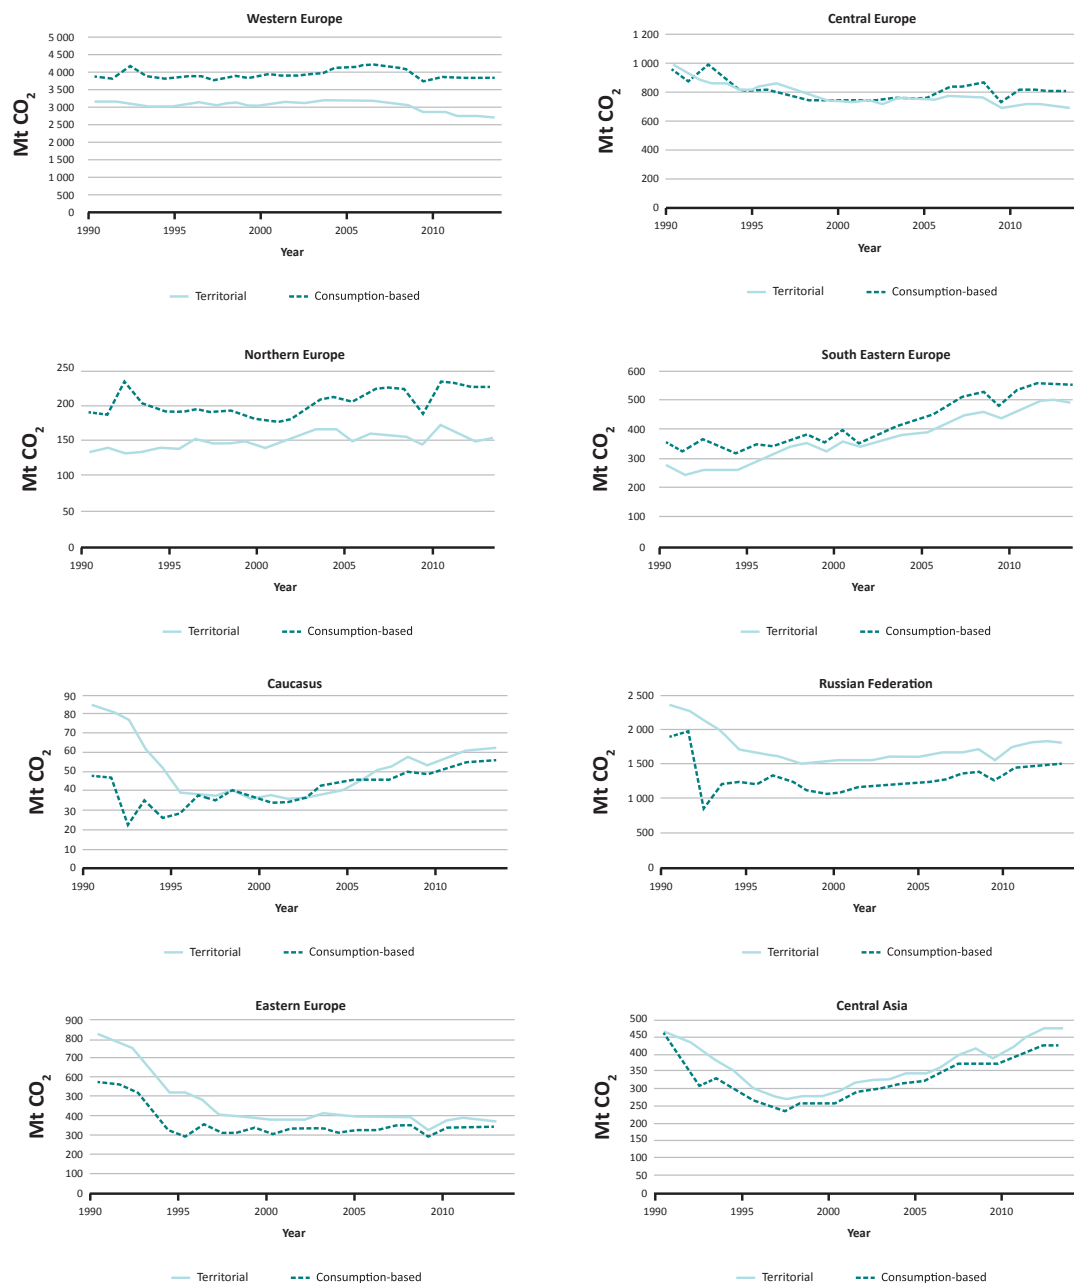 Western Europe
5 000
4 500
4 000
3 500
3 000
2 500
2 000
1 500
1 000
500
0
Mt CO2
1990 1995 2000 2005 2010
Year
Territorial Consumption-based
Central Europe
1 200
1 000
800
600
400
200
0
Mt CO2
1990 1995 2000 2005 2010
Year
Territorial Consumption-based
Northern Europe
250
200
150
100
50
0
Mt CO2
1990 1995 2000 2005 2010
Year
Territorial Consumption-based
South Eastern Europe
600
500
400
300
200
100
0
Mt CO2
1990 1995 2000 2005 2010
Year
Territorial Consumption-based
Caucasus
90
80
70
60
50
40
30
20
10
0
Mt CO2
1990 1995 2000 2005 2010
Year
Territorial Consumption-based
Russian Federation
2 500
2 000
1 500
1 000
500
0
Mt CO2
1990 1995 2000 2005 2010
Year
Territorial Consumption-based
Eastern Europe
900
800
700
600
300
400
300
200
100
0
Mt CO2
1990 1995 2000 2005 2010
Year
Territorial Consumption-based
Central Asia
500
450
400
350
300
250
200
150
100
50
0
Mt CO2
1990 1995 2000 2005 2010
Year
Territorial Consumption-based